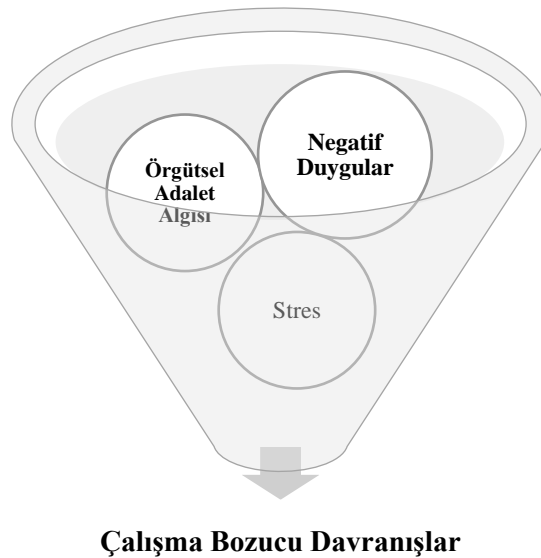 Negatif
Duygular
Örgütsel
Adalet
Algısı
Stres
Çalışma Bozucu Davranışlar